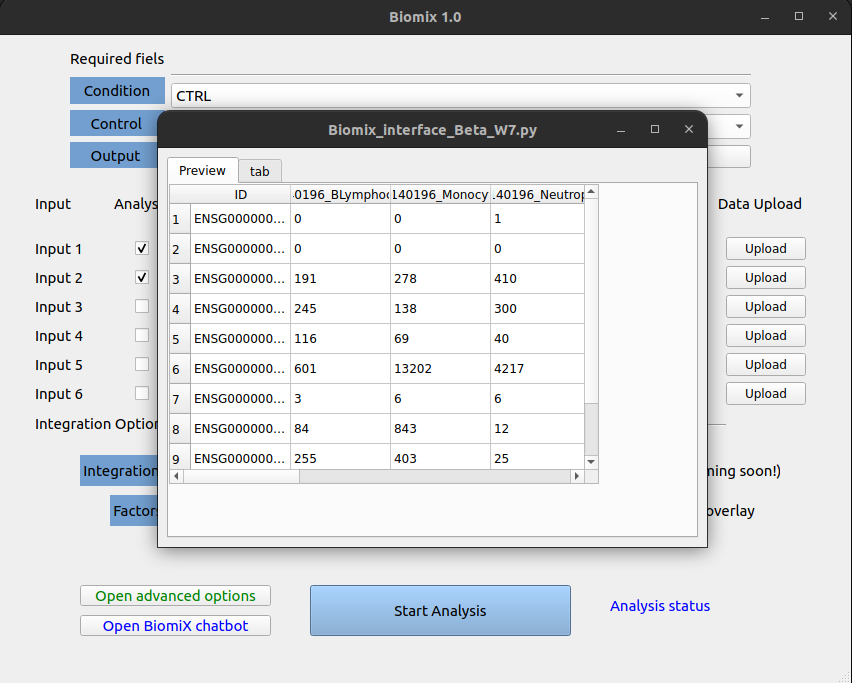 Biomix 1.0
Required fiels
Condition
CTRL
Control
Output
Biomix_interface_Beta_W7.py
Preview
tab
ID
40196_BLymphoc
140196_Monocy
140196_Neutrop
1 ENSG000000... 0 0 1
2 ENSG000000... 0 0 0
3 ENSG000000... 191 278 410
4 ENSG000000... 245 138 300
5 ENSG000000... 116 69 40
6 ENSG000000... 601 13202 4217
7 ENSG000000... 3 6 6
8 ENSG000000... 84 843 12
9 ENSG000000... 255 403 25
Input Analys Data Upload
Input 1 Upload
Input 2 Upload
Input 3 Upload
Input 4 Upload
Input 5 Upload
Input 6 Upload
Integration Option
Integration ming soon!)
Factors overlay
Open advanced options
Open BiomiX chatbot
Start Analysis
Analysis status